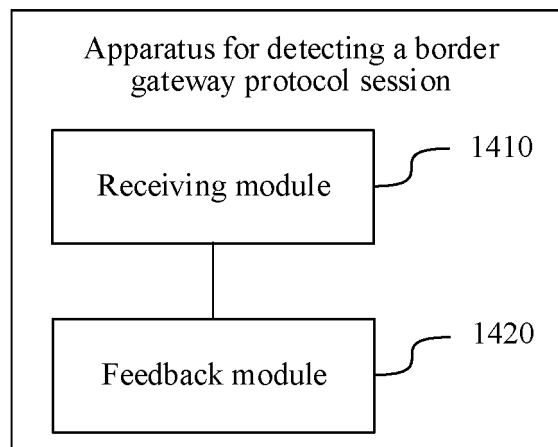 Apparatus for detecting a border
gateway protocol session
1410
Receiving module
1420
Feedback module